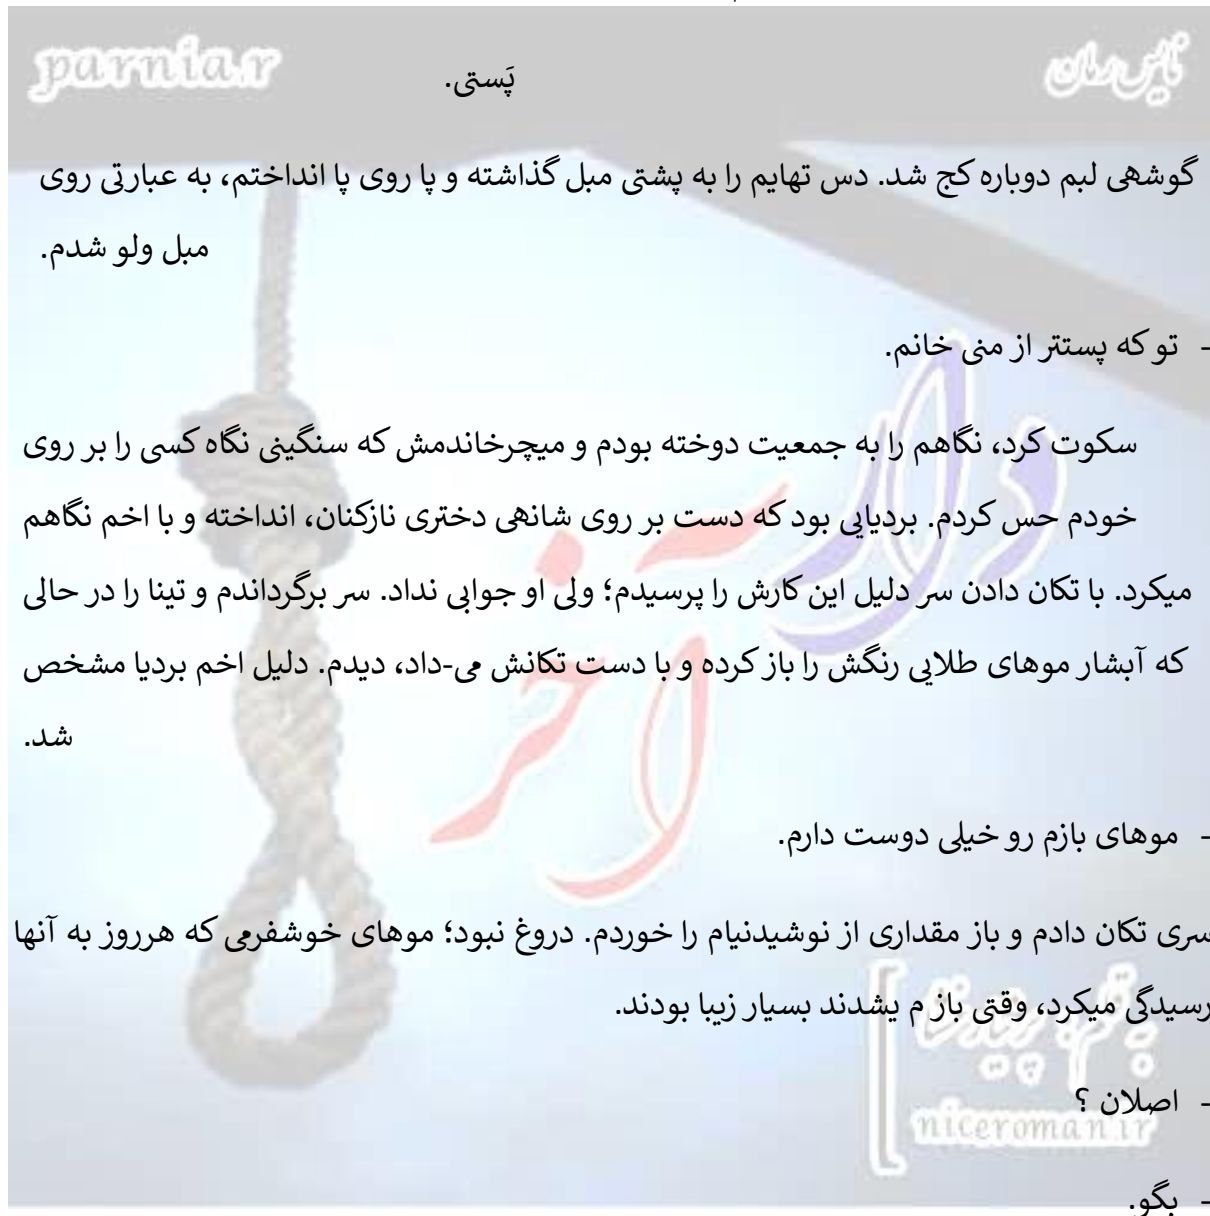 parnia.r
نایس رمان
پَستی.
گوشهی لبم دوباره کج شد. دس تهایم را به پشتی مبل گذاشته و پا روی پا انداختم، به عبارتی روی
مبل ولو شدم.
- تو که پستتر از منی خانم.
سکوت کرد، نگاهم را به جمعیت دوخته بودم و میچرخاندمش که سنگینی نگاه کسی را بر روی
خودم حس کردم. بردیایی بود که دست بر روی شانهی دختری نازکنان، انداخته و با اخم نگاهم
میکرد. با تکان دادن سر دلیل این کارش را پرسیدم؛ ولی او جوابی نداد. سر برگرداندم و تینا را در حالی
که آبشار موهای طلایی رنگش را باز کرده و با دست تکانش می-داد، دیدم. دلیل اخم بردیا مشخص
شد.
دار
آخر
- موهای بازم رو خیلی دوست دارم.
سری تکان دادم و باز مقداری از نوشیدنیام را خوردم. دروغ نبود؛ موهای خوشفرمی که هرروز به آنها
رسیدگی میکرد، وقتی باز م یشدند بسیار زیبا بودند.
- اصلان ؟
niceroman.ir
- بگو.